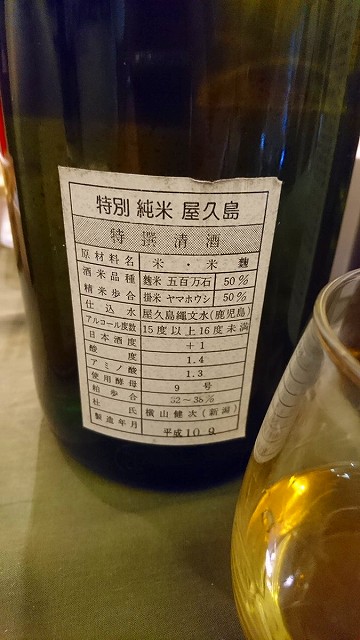 特別 純米 屋久島
特撰清酒
原材料名 米・米麹
酒米品種 麹米 五百万石 50%
精米歩合 掛米 ヤマホウシ 50%
仕込水 屋久島縄文水(鹿児島)
アルコール度数 15度以上16度未満
日本酒度 +1
酸度 1.4
アミノ酸 1.3
使用酵母 9号
粕歩合 32〜38%
杜氏 横山健次(新潟)
製造年月 平成10.9